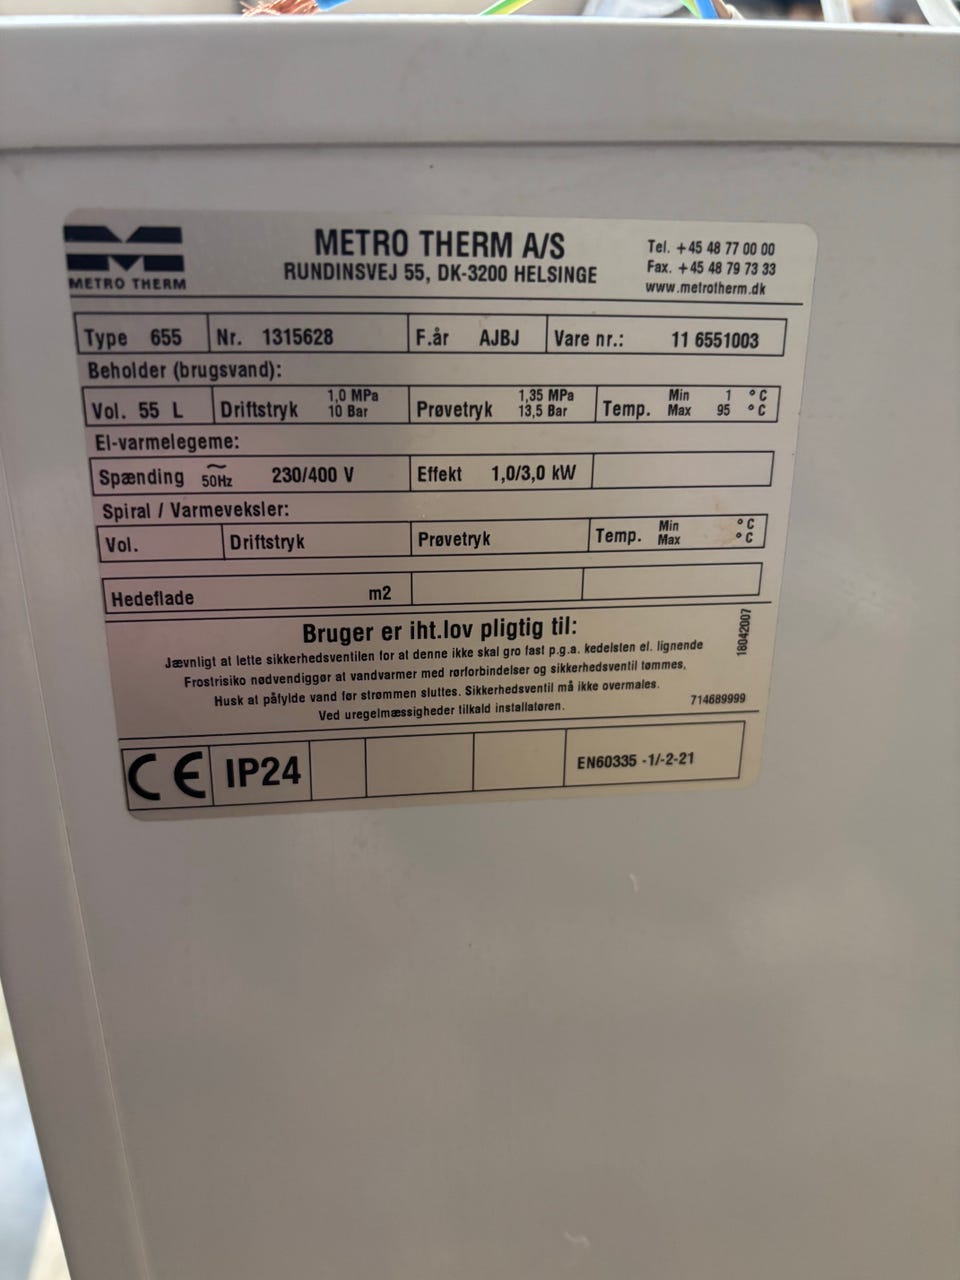 METRO THERM
METRO THERM A/S
RUNDINSVEJ 55, DK-3200 HELSINGE
Tel. +45 48 77 00 00
Fax. +45 48 79 73 33
www.metrotherm.dk
Type 655 Nr. 1315628 F.år AJBJ Vare nr.: 11 6551003
Beholder (brugsvand):
Vol. 55 L Driftstryk 1,0 MPa 10 Bar Prøvetryk 1,35 MPa 13,5 Bar Temp. Min 1 °C Max 95 °C
El-varmelegeme:
Spænding ~ 50Hz 230/400 V Effekt 1,0/3,0 kW
Spiral / Varmeveksler:
Vol. Driftstryk Prøvetryk Temp. Min °C Max °C
Hedeflade m2
Bruger er iht.lov pligtig til:
Jævnligt at lette sikkerhedsventilen for at denne ikke skal gro fast p.g.a. kedelsten el. lignende
Frostrisiko nødvendiggør at vandvarmer med rørforbindelser og sikkerhedsventil tømmes,
Husk at påfylde vand før strømmen sluttes. Sikkerhedsventil må ikke overmales.
Ved uregelmæssigheder tilkald installatøren.
714689999
18042007
CE IP24 EN60335 -1/-2-21